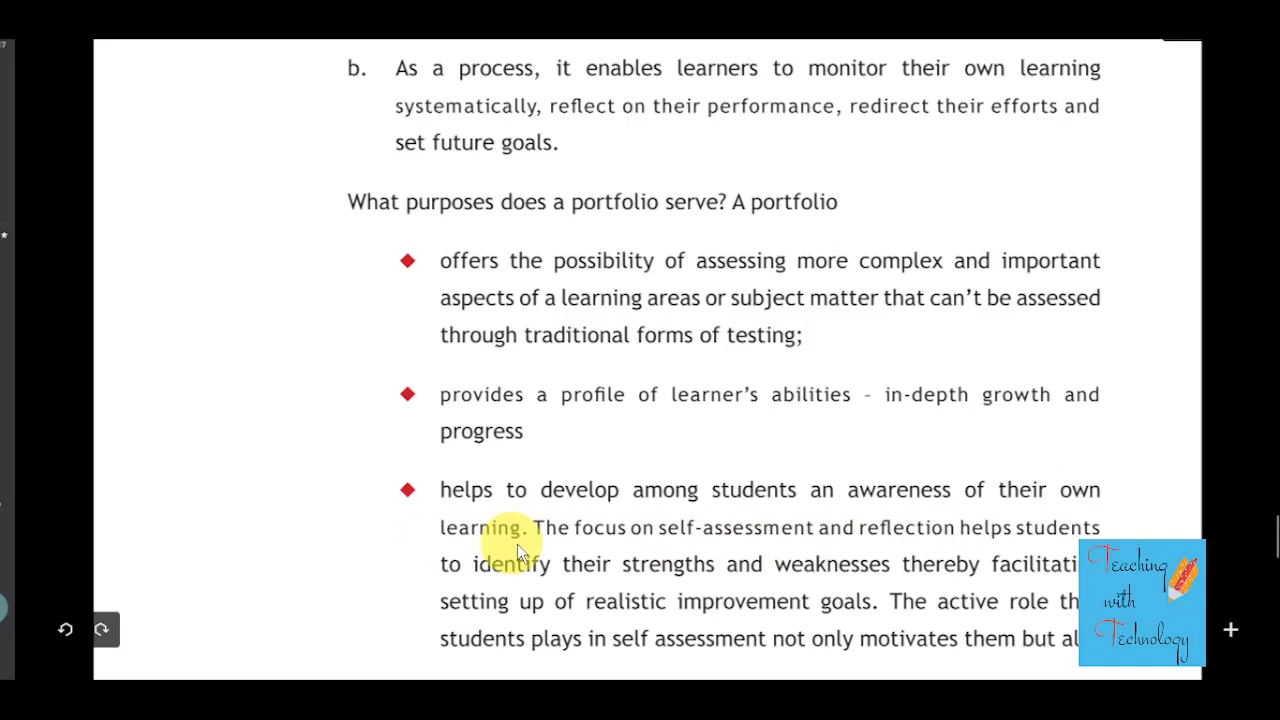 b. As a process, it enables learners to monitor their own learning
systematically, reflect on their performance, redirect their efforts and
set future goals.
What purposes does a portfolio serve? A portfolio
offers the possibility of assessing more complex and important
aspects of a learning areas or subject matter that can't be assessed
through traditional forms of testing;
provides a profile of learner's abilities – in-depth growth and
progress
helps to develop among students an awareness of their own
learning. The focus on self-assessment and reflection helps students
to identify their strengths and weaknesses thereby
setting up of realistic improvement goals. The active role
students plays in self assessment not only motivates them but
Teaching
with
Technology